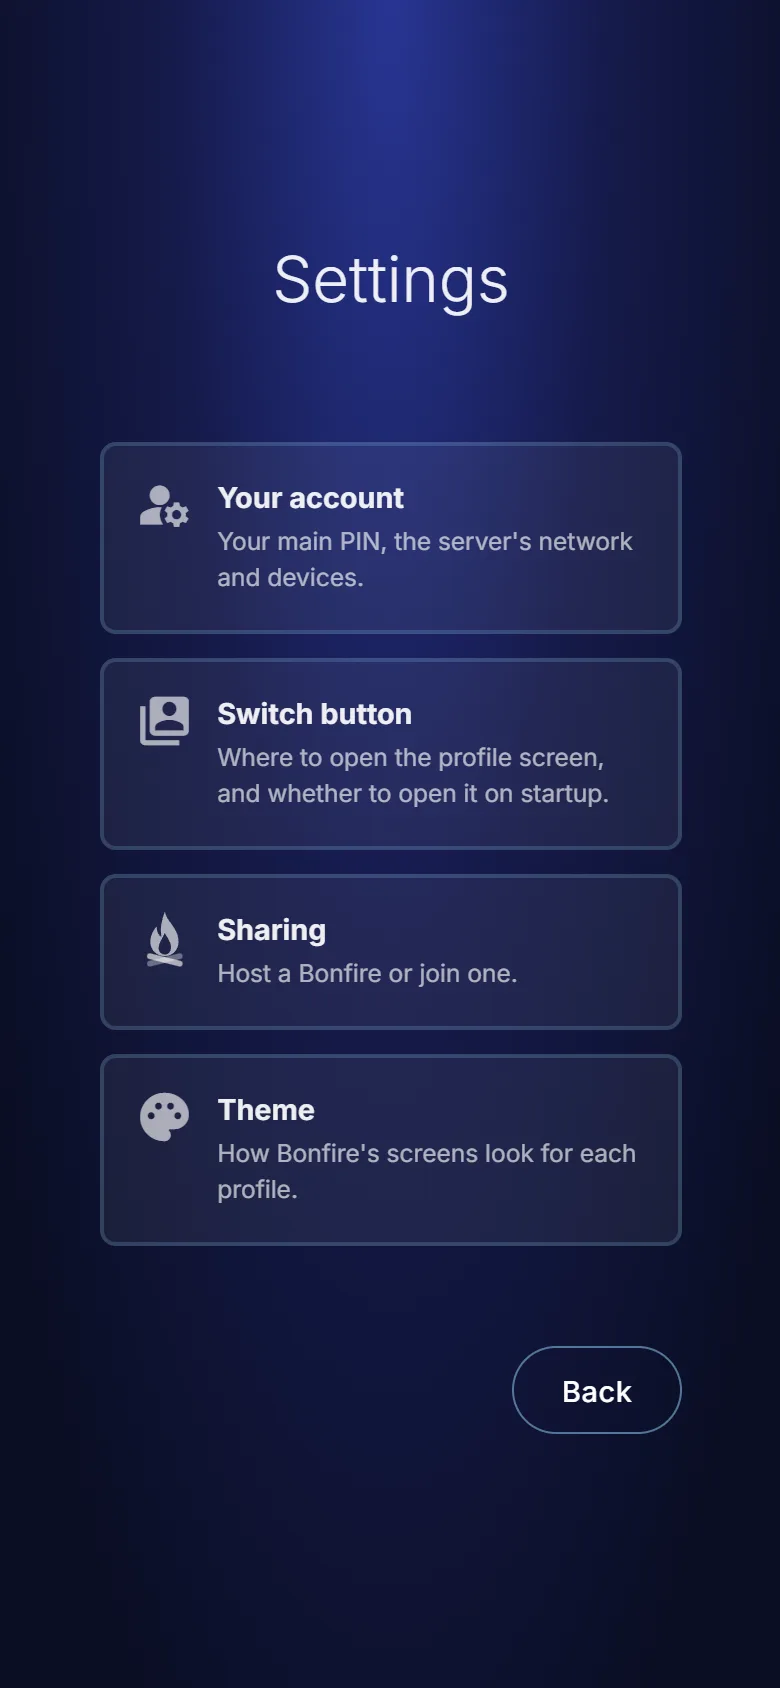 Settings
Your account
Your main PIN, the server's network
and devices.
Switch button
Where to open the profile screen,
and whether to open it on startup.
Sharing
Host a Bonfire or join one.
Theme
How Bonfire's screens look for each
profile.
Back